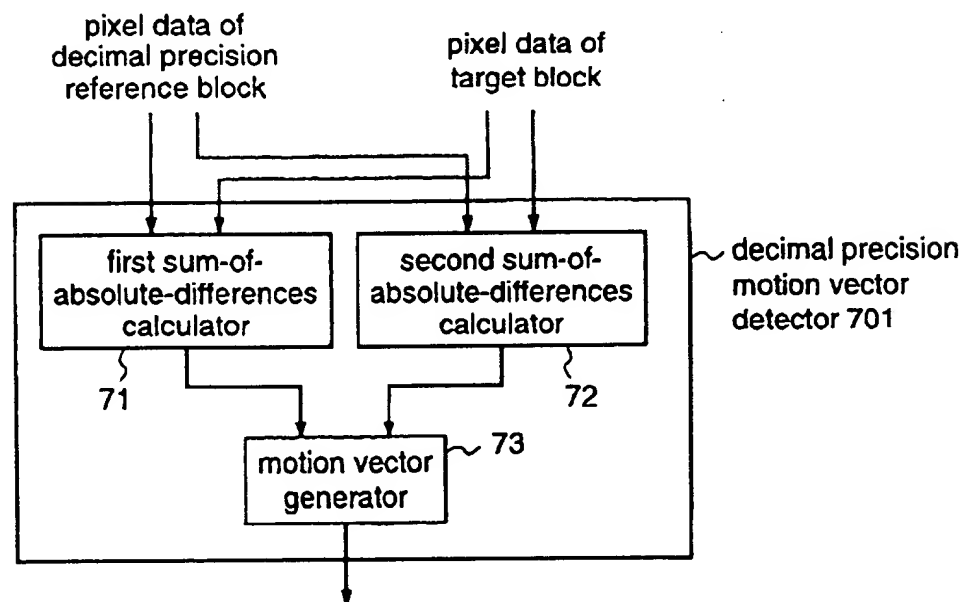 pixel data of
decimal precision
reference block
pixel data of
target block
first sum-of-
absolute-differences
calculator
second sum-of-
absolute-differences
calculator
decimal precision
motion vector
detector 701
71
72
motion vector
generator
73